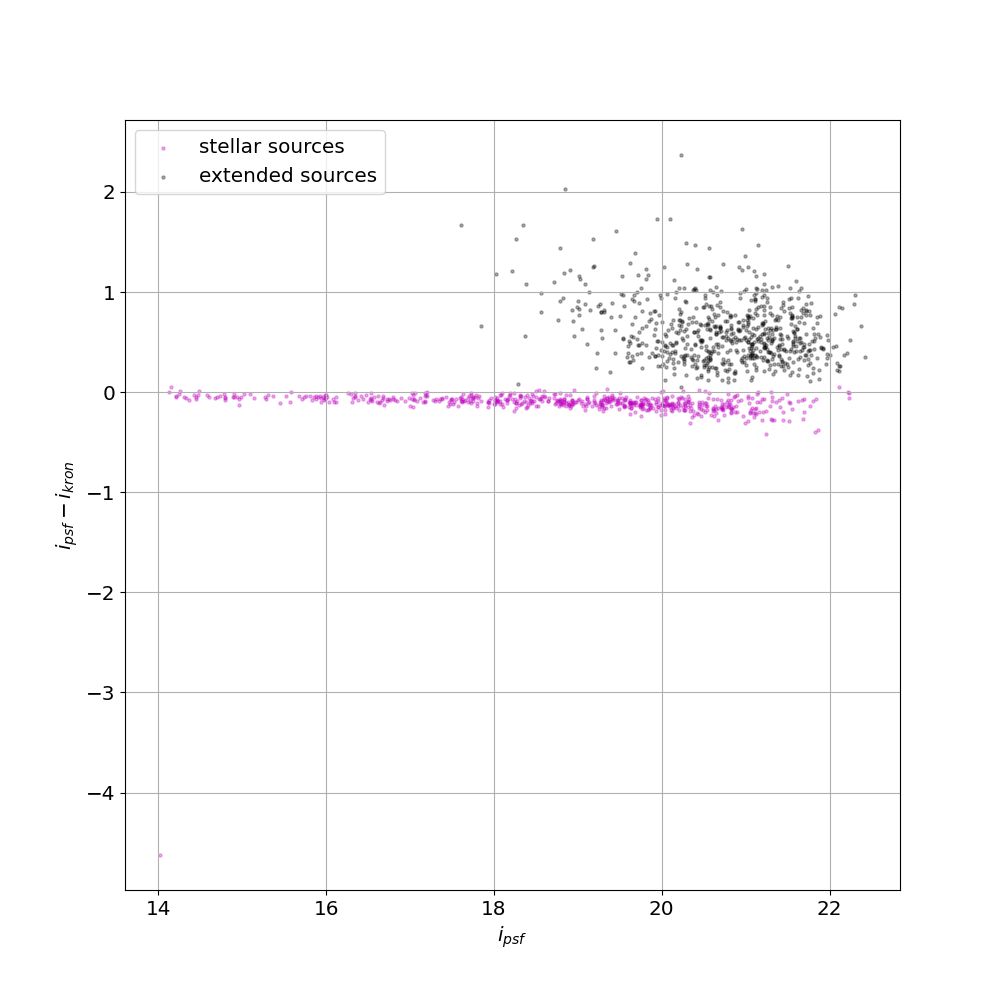 stellar sources
extended sources
2
1
0
−1
−2
−3
−4
i_psf − i_kron
14 16 18 20 22
i_psf